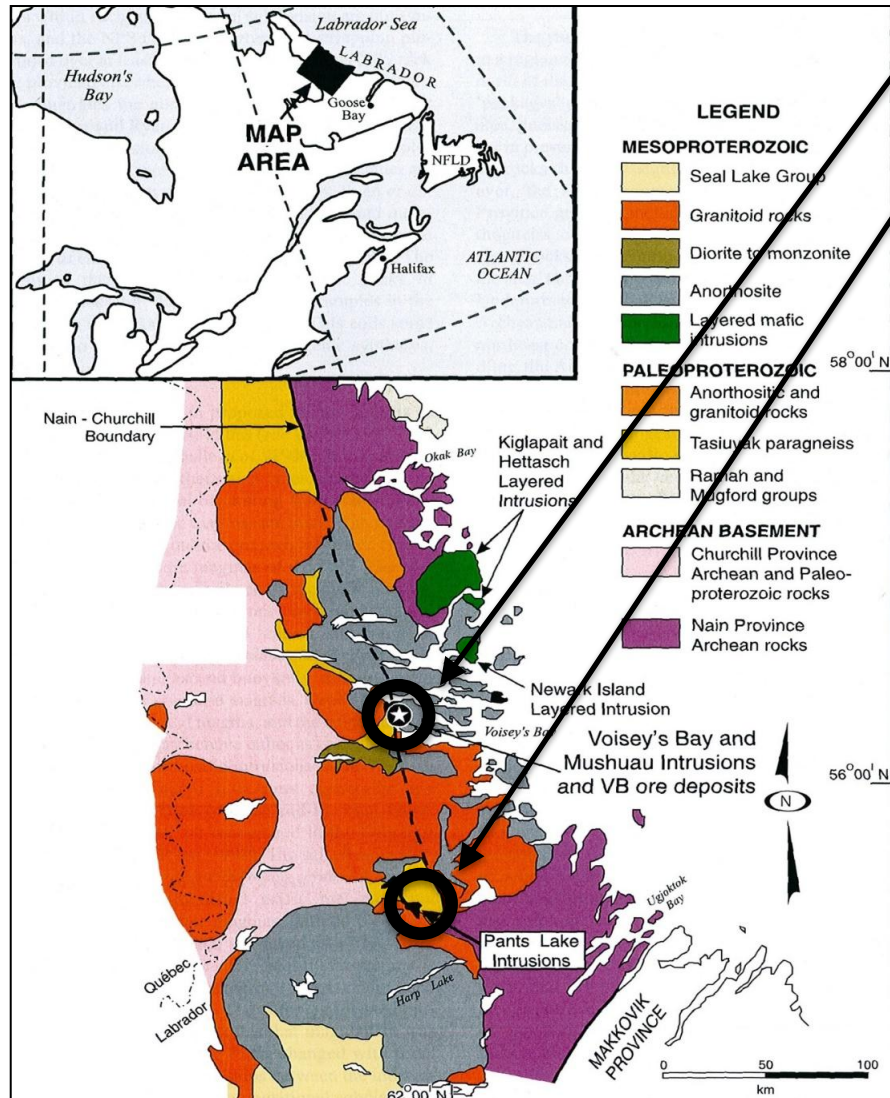 Labrador Sea
Hudson's
Bay
LABRADOR
Goose
Bay
MAP
AREA
NFLD
Halifax
ATLANTIC
OCEAN
LEGEND
MESOPROTEROZOIC
Seal Lake Group
Granitoid rocks
Diorite to monzonite
Anorthosite
Layered mafic
intrusions
PALEOPROTEROZOIC
Anorthositic and
granitoid rocks
Tasiuyak paragneiss
Ramah and
Mugford groups
ARCHEAN BASEMENT
Churchill Province
Archean and Paleo-
proterozoic rocks
Nain Province
Archean rocks
58°00' N
Nain - Churchill
Boundary
Okak Bay
Kiglapait and
Hettasch
Layered
Intrusions
Newark Island
Layered Intrusion
Voisey's Bay
Voisey's Bay and
Mushuau Intrusions
and VB ore deposits
56°00' N
N
Ugjoktok
Bay
Pants Lake
Intrusions
Harp Lake
Québec
Labrador
MAKKOVIK
PROVINCE
0 50 100
km
62°00' N